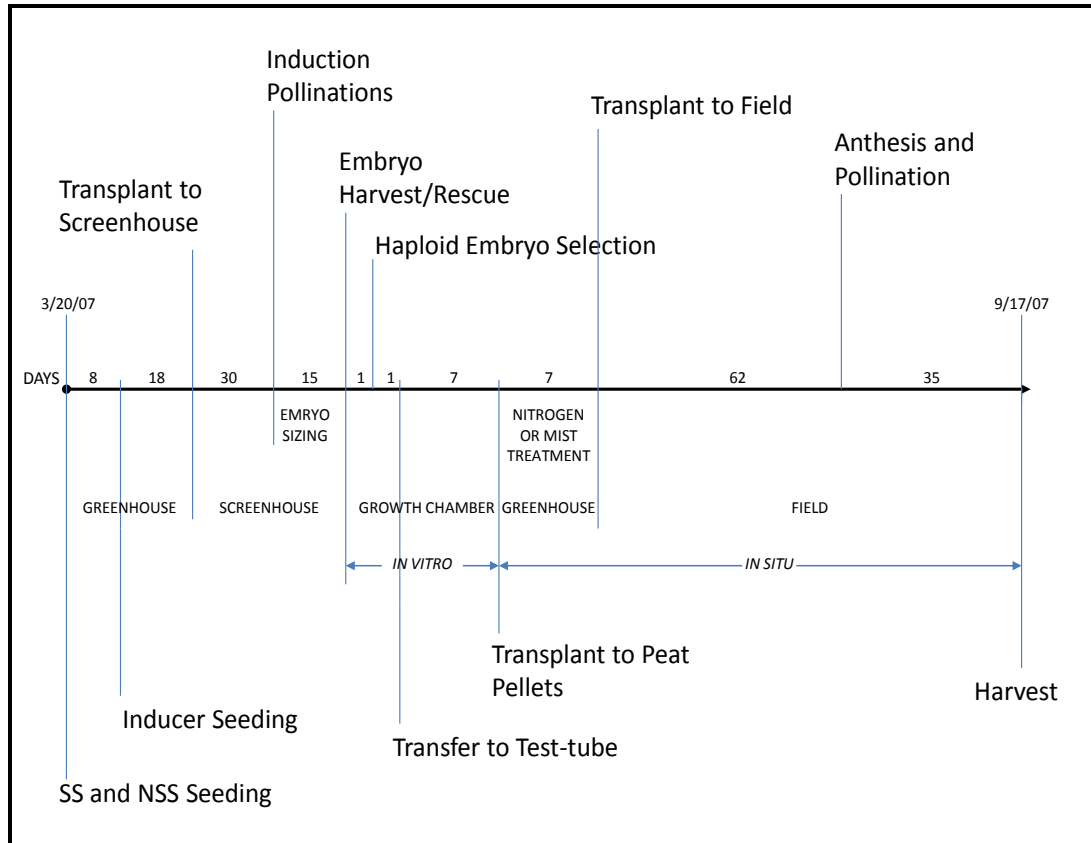 Induction
Pollinations
Transplant to Field
Anthesis and
Pollination
Embryo
Harvest/Rescue
Transplant to
Screenhouse
Haploid Embryo Selection
3/20/07
9/17/07
DAYS 8 18 30 15 1 1 7 7 62 35
EMRYO
SIZING
NITROGEN
OR MIST
TREATMENT
GREENHOUSE SCREENHOUSE GROWTH CHAMBER GREENHOUSE FIELD
IN VITRO IN SITU
Transplant to Peat
Pellets
Harvest
Inducer Seeding
Transfer to Test-tube
SS and NSS Seeding